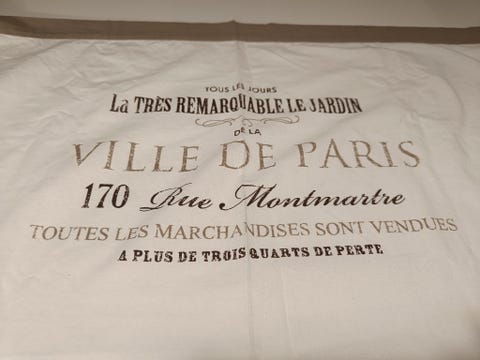 TOUS LES JOURS
La TRÈS REMARQUABLE LE JARDIN
DE LA
VILLE DE PARIS
170 Rue Montmartre
TOUTES LES MARCHANDISES SONT VENDUES
A PLUS DE TROIS QUARTS DE PERTE